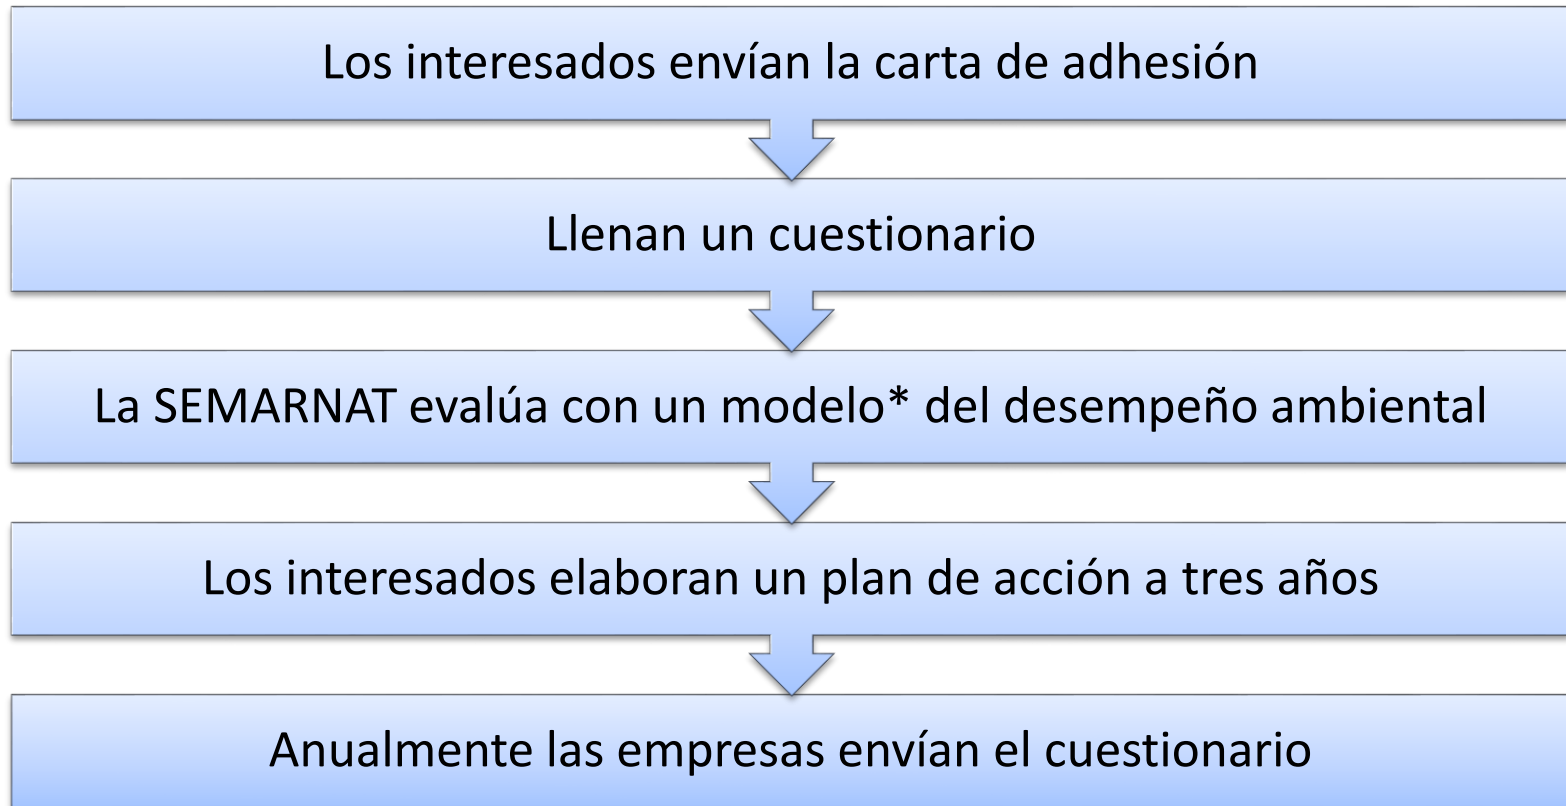 Los interesados envían la carta de adhesión
Llenan un cuestionario
La SEMARNAT evalúa con un modelo* del desempeño ambiental
Los interesados elaboran un plan de acción a tres años
Anualmente las empresas envían el cuestionario